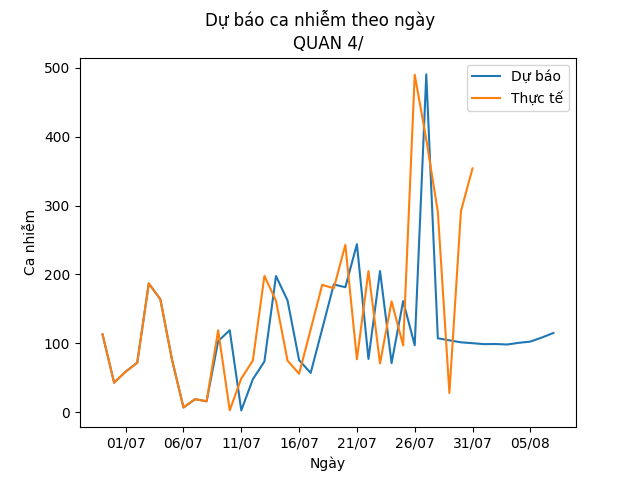 Dự báo ca nhiễm theo ngày
QUAN 4/
Dự báo
Thực tế
500
400
300
200
100
0
Ca nhiễm
01/07 06/07 11/07 16/07 21/07 26/07 31/07 05/08
Ngày